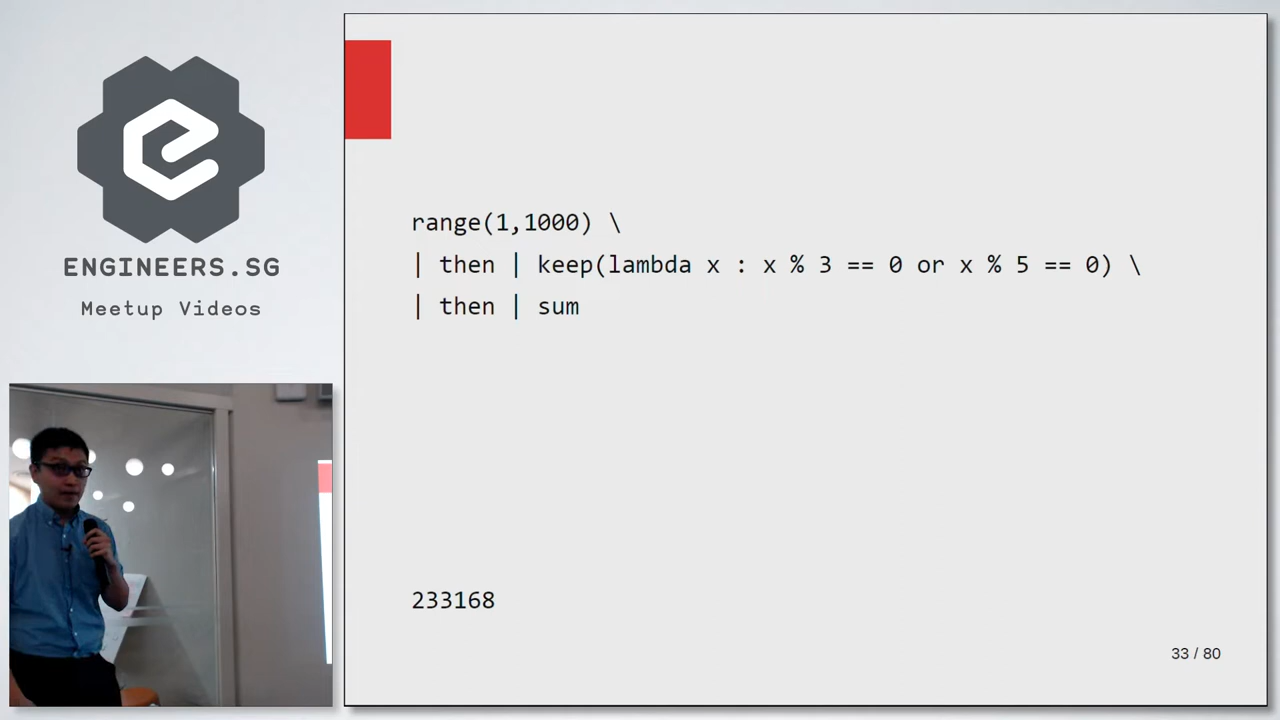 ENGINEERS.SG
Meetup Videos
range(1,1000) \
| then | keep(lambda x : x % 3 == 0 or x % 5 == 0) \
| then | sum
233168
33 / 80